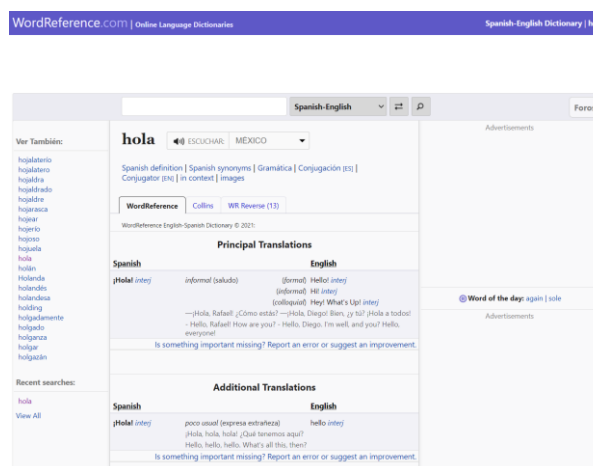 WordReference.com | Online Language Dictionaries
Spanish-English Dictionary | h
Spanish-English
Foro
Ver También:
hojalaterío
hojalatero
hojaldra
hojaldrado
hojaldre
hojarasca
hojear
hojerío
hojoso
hojuela
hola
holán
Holanda
holandés
holandesa
holding
holgadamente
holgado
holganza
holgar
holgazán
Recent searches:
hola
View All
hola ESCUCHAR: MÉXICO
Spanish definition | Spanish synonyms | Gramática | Conjugación [ES] |
Conjugator [EN] | in context | images
WordReference Collins WR Reverse (13)
WordReference English-Spanish Dictionary © 2021:
Principal Translations
Spanish English
¡Hola! interj informal (saludo) (formal) Hello! interj
(informal) Hi! interj
(colloquial) Hey! What's Up! interj
—¡Hola, Rafael! ¿Cómo estás? —¡Hola, Diego! Bien, ¿y tú? ¡Hola a todos!
- Hello, Rafael! How are you? - Hello, Diego. I'm well, and you? Hello,
everyone!
Is something important missing? Report an error or suggest an improvement.
Additional Translations
Spanish English
¡Hola! interj poco usual (expresa extrañeza) hello interj
¡Hola, hola, hola! ¿Qué tenemos aquí?
Hello, hello, hello. What's all this, then?
Is something important missing? Report an error or suggest an improvement.
Advertisements
Word of the day: again | sole
Advertisements